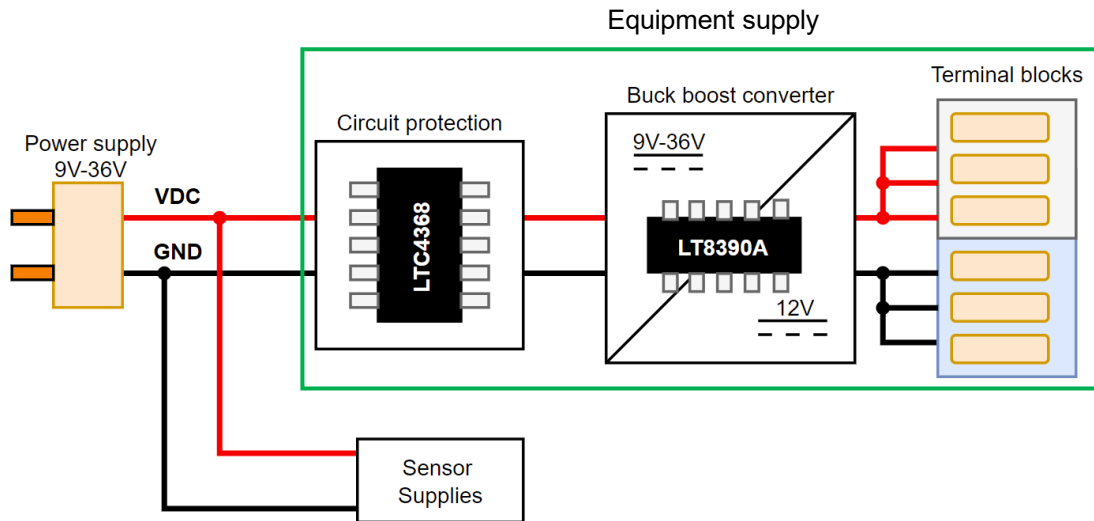 Equipment supply
Terminal blocks
Buck boost converter
Circuit protection
Power supply
9V-36V
9V-36V
VDC
LTC4368
GND
LT8390A
12V
Sensor
Supplies